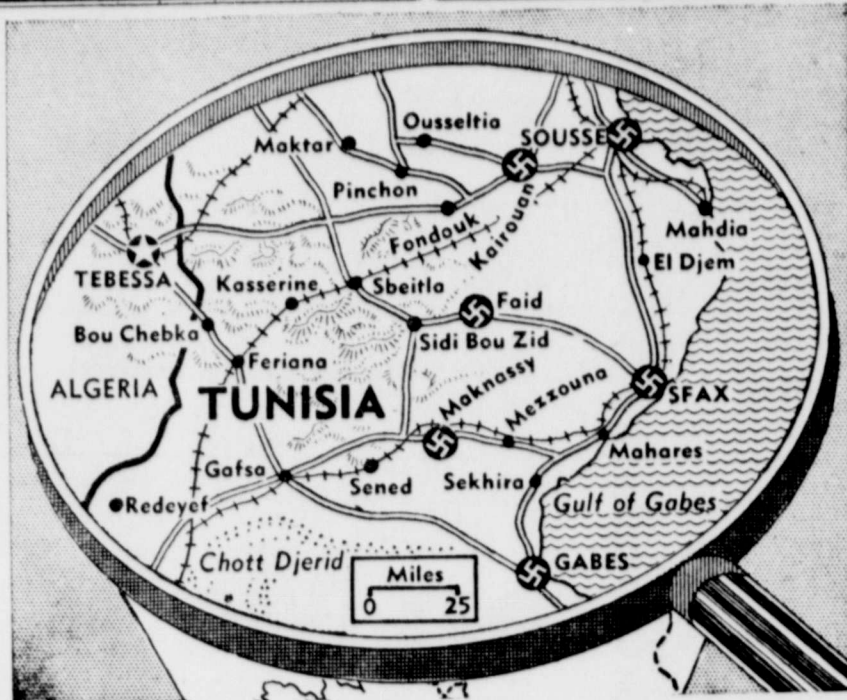 Ousseltia
SOUSSE
Maktar
Pinchon
Mahdia
Fondouk
Kairouan
El Djem
TEBESSA
Kasserine
Sbeitla
Faid
Bou Chebka
Sidi Bou Zid
Feriana
ALGERIA
TUNISIA
Maknassy
Mezzouna
SFAX
Mahares
Gafsa
Sened
Sekhira
Redeyef
Gulf of Gabes
Chott Djerid
GABES
Miles
0 25